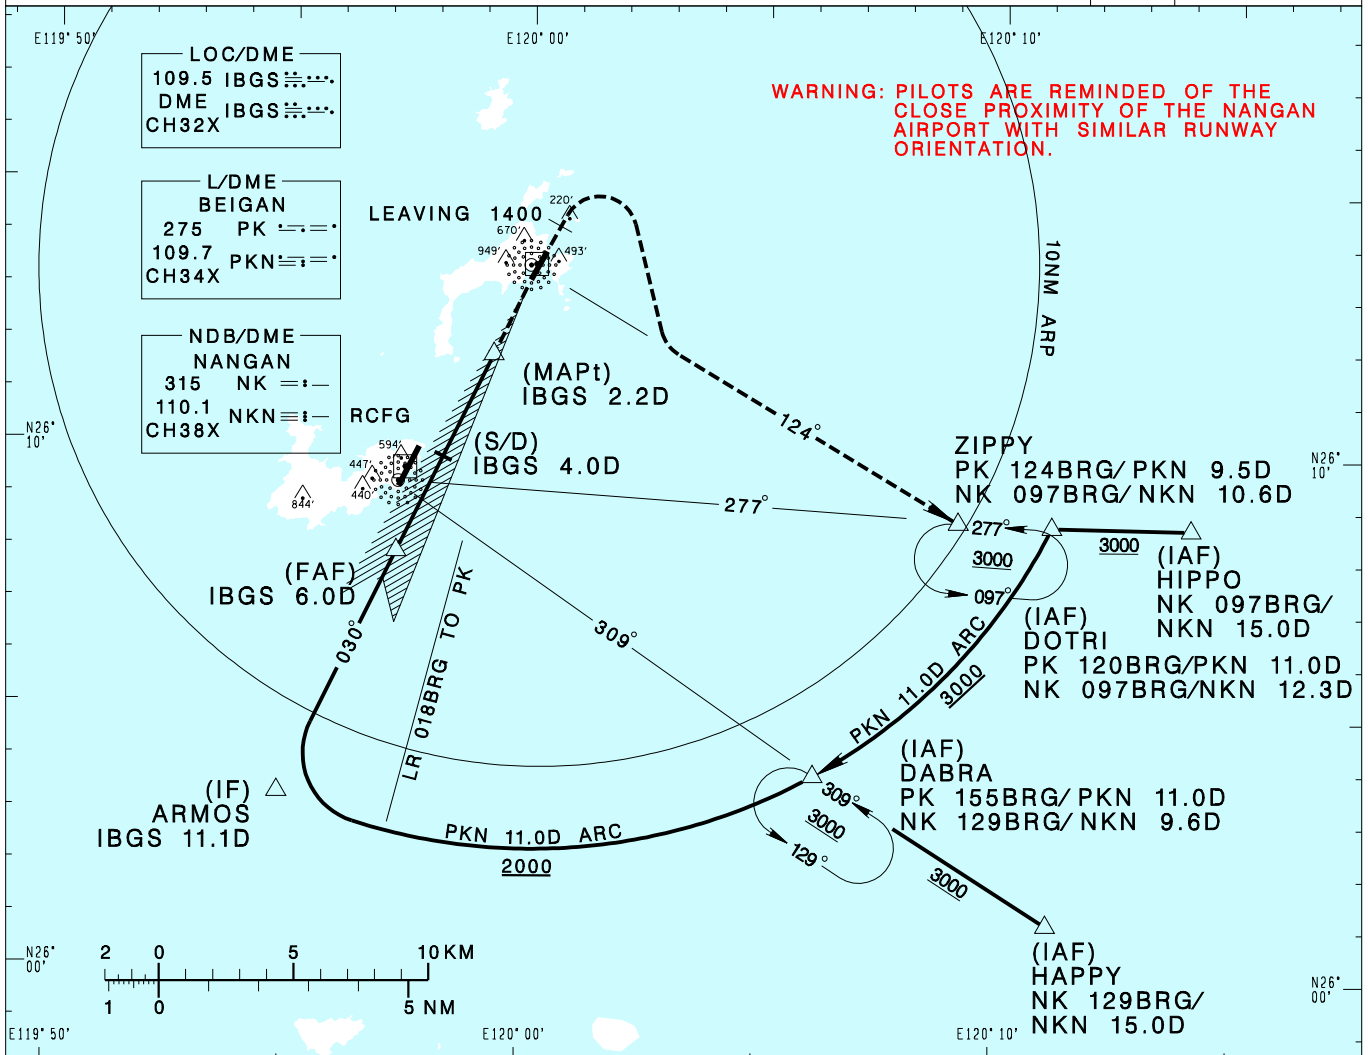 E119°50'
E120°00'
E120°10'
LOC/DME
109.5 IBGS
DME
CH32X
IBGS
WARNING: PILOTS ARE REMINDED OF THE
CLOSE PROXIMITY OF THE NANGAN
AIRPORT WITH SIMILAR RUNWAY
ORIENTATION.
L/DME
BEIGAN
275 PK
109.7
CH34X
PKN
LEAVING 1400
220'
670'
949'
493'
10NM ARP
NDB/DME
NANGAN
315 NK
110.1
CH38X
NKN
RCFG
(MAPt)
IBGS 2.2D
N26°
10'
594'
447'
440'
844'
(S/D)
IBGS 4.0D
124°
277°
ZIPPY
PK 124BRG/PKN 9.5D
NK 097BRG/NKN 10.6D
N26°
10'
277°
3000
097°
3000
(IAF)
HIPPO
NK 097BRG/
NKN 15.0D
(FAF)
IBGS 6.0D
030°
LR 018BRG TO PK
309°
(IAF)
DOTRI
PK 120BRG/PKN 11.0D
NK 097BRG/NKN 12.3D
PKN 11.0D ARC
3000
(IAF)
DABRA
PK 155BRG/PKN 11.0D
NK 129BRG/NKN 9.6D
(IF)
ARMOS
IBGS 11.1D
309°
3000
129°
PKN 11.0D ARC
2000
3000
(IAF)
HAPPY
NK 129BRG/
NKN 15.0D
N26°
00'
2 0 5 10KM
1 0 5 NM
N26°
00'
E119°50'
E120°00'
E120°10'